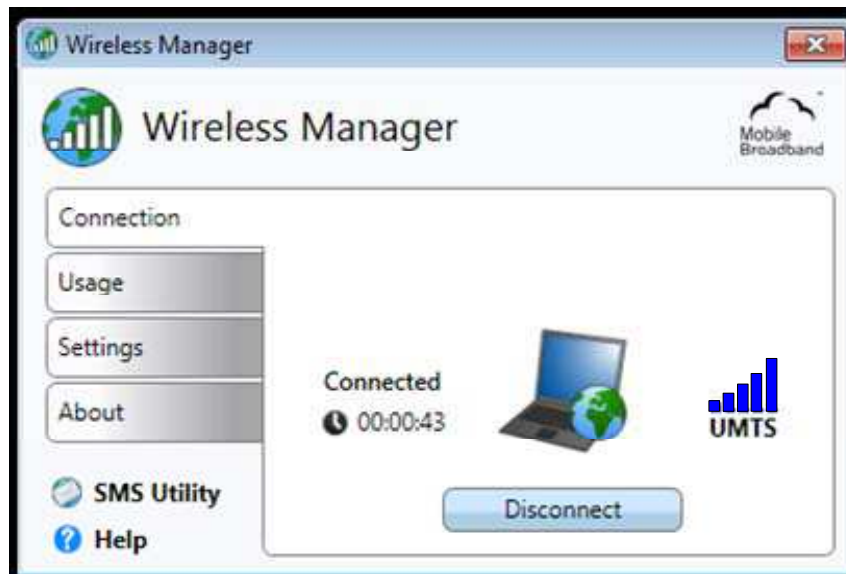 Wireless Manager
Wireless Manager
Mobile
Broadband
Connection
Usage
Settings
About
Connected
00:00:43
UMTS
SMS Utility
Disconnect
Help